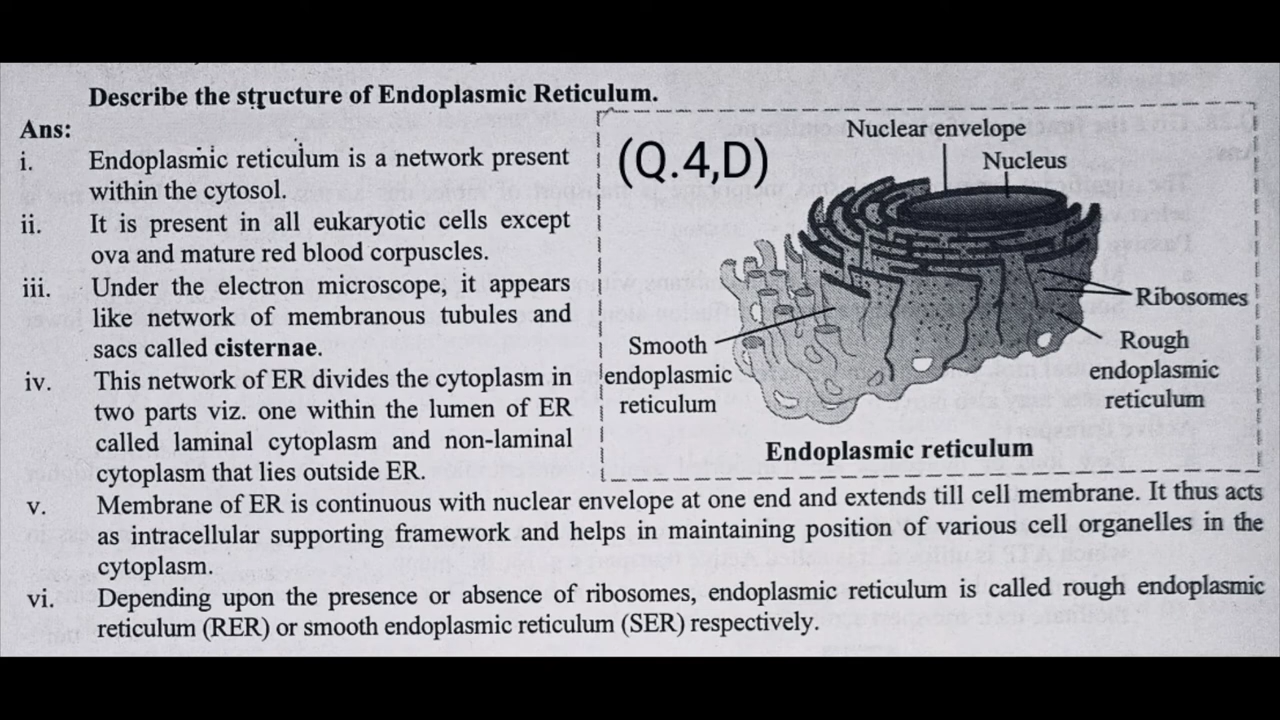 Describe the structure of Endoplasmic Reticulum.
Ans:
i. Endoplasmic reticulum is a network present
within the cytosol.
ii. It is present in all eukaryotic cells except
ova and mature red blood corpuscles.
iii. Under the electron microscope, it appears
like network of membranous tubules and
sacs called cisternae.
iv. This network of ER divides the cytoplasm in
two parts viz. one within the lumen of ER
called laminal cytoplasm and non-laminal
cytoplasm that lies outside ER.
(Q.4,D)
Nuclear envelope
Nucleus
Ribosomes
Smooth
endoplasmic
reticulum
Rough
endoplasmic
reticulum
Endoplasmic reticulum
v. Membrane of ER is continuous with nuclear envelope at one end and extends till cell membrane. It thus acts
as intracellular supporting framework and helps in maintaining position of various cell organelles in the
cytoplasm.
vi. Depending upon the presence or absence of ribosomes, endoplasmic reticulum is called rough endoplasmic
reticulum (RER) or smooth endoplasmic reticulum (SER) respectively.